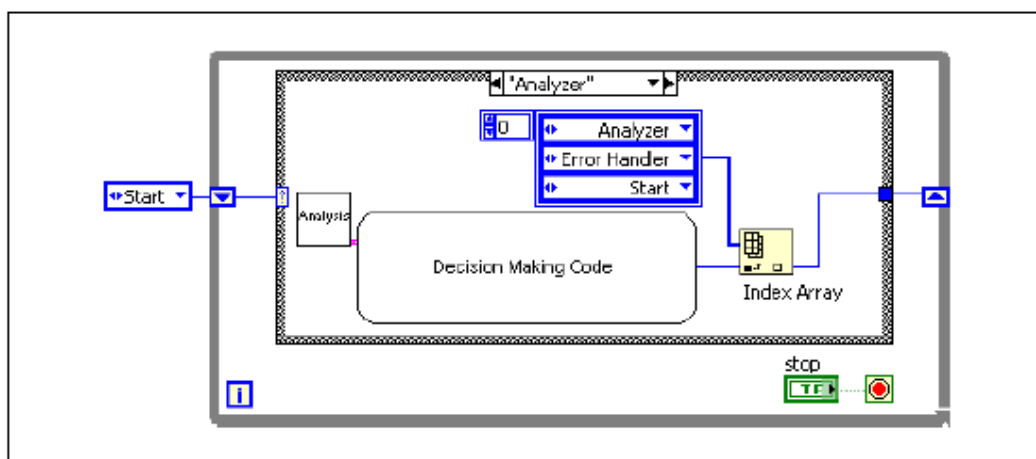 "Analyzer"
0
Analyzer
Error Handler
Start
Start
Analysis
Decision Making Code
Index Array
stop
TF
i